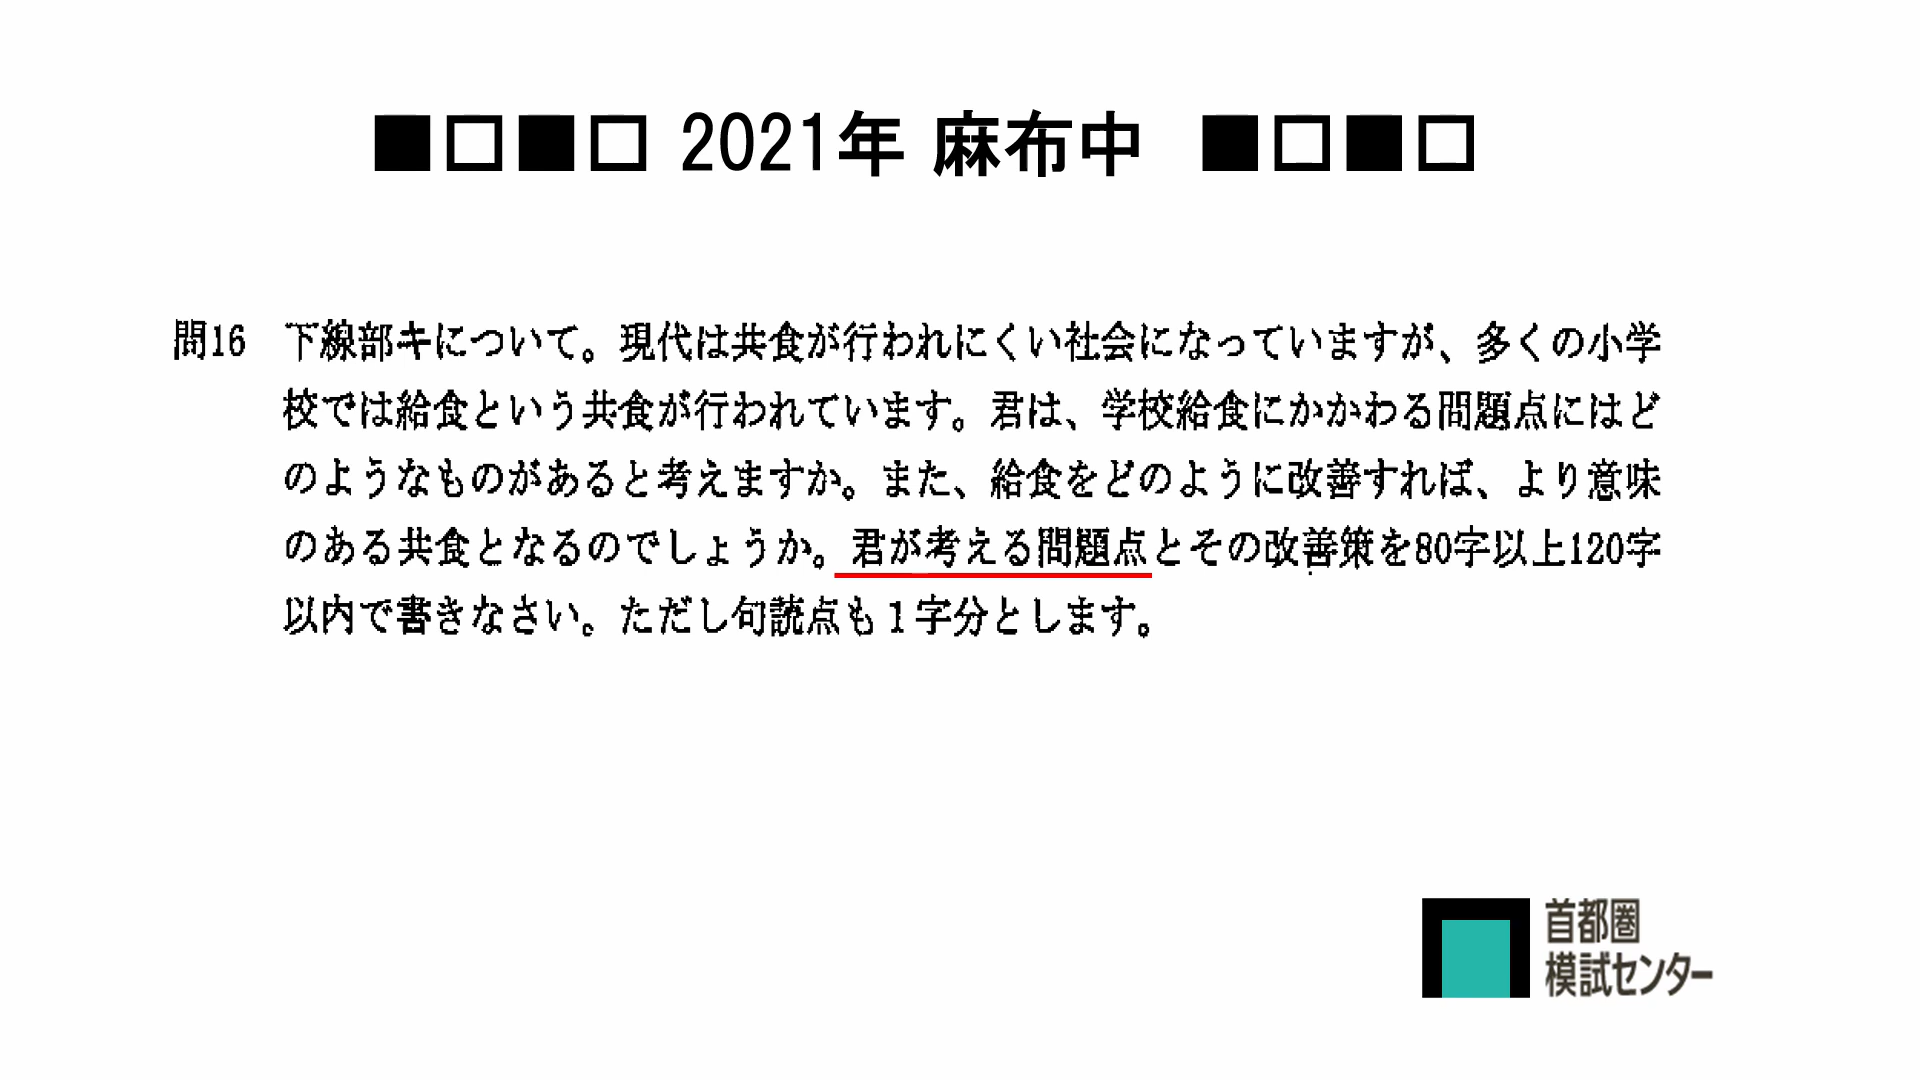 ■□■□ 2021年 麻布中 ■□■□
問16 下線部キについて。現代は共食が行われにくい社会になっていますが、多くの小学
校では給食という共食が行われています。君は、学校給食にかかわる問題点にはど
のようなものがあると考えますか。また、給食をどのように改善すれば、より意味
のある共食となるのでしょうか。君が考える問題点とその改善策を80字以上120字
以内で書きなさい。ただし句読点も1字分とします。
首都圏
模試センター